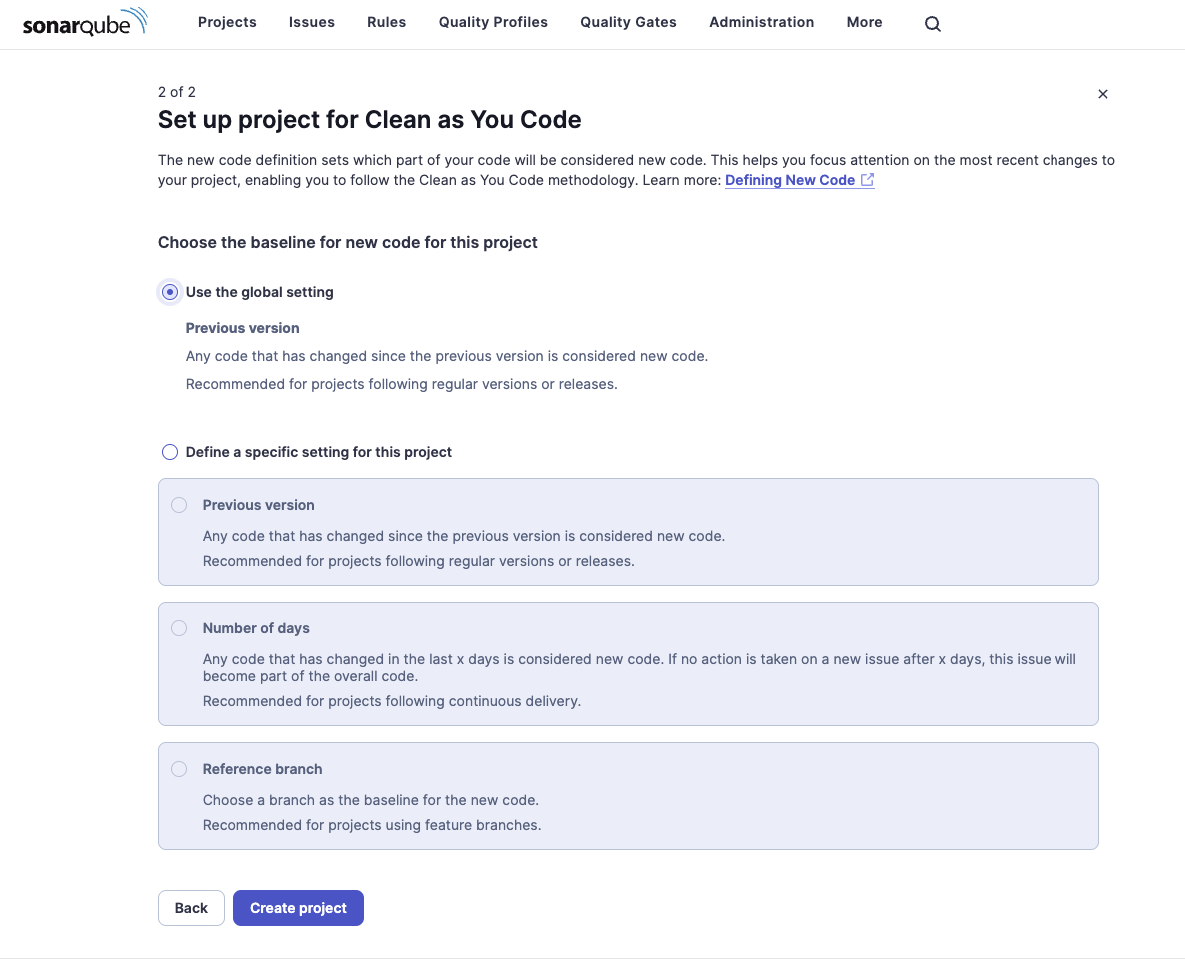 sonarqube
Projects Issues Rules Quality Profiles Quality Gates Administration More
2 of 2
Set up project for Clean as You Code
The new code definition sets which part of your code will be considered new code. This helps you focus attention on the most recent changes to
your project, enabling you to follow the Clean as You Code methodology. Learn more: Defining New Code
Choose the baseline for new code for this project
Use the global setting
Previous version
Any code that has changed since the previous version is considered new code.
Recommended for projects following regular versions or releases.
Define a specific setting for this project
Previous version
Any code that has changed since the previous version is considered new code.
Recommended for projects following regular versions or releases.
Number of days
Any code that has changed in the last x days is considered new code. If no action is taken on a new issue after x days, this issue will
become part of the overall code.
Recommended for projects following continuous delivery.
Reference branch
Choose a branch as the baseline for the new code.
Recommended for projects using feature branches.
Back Create project